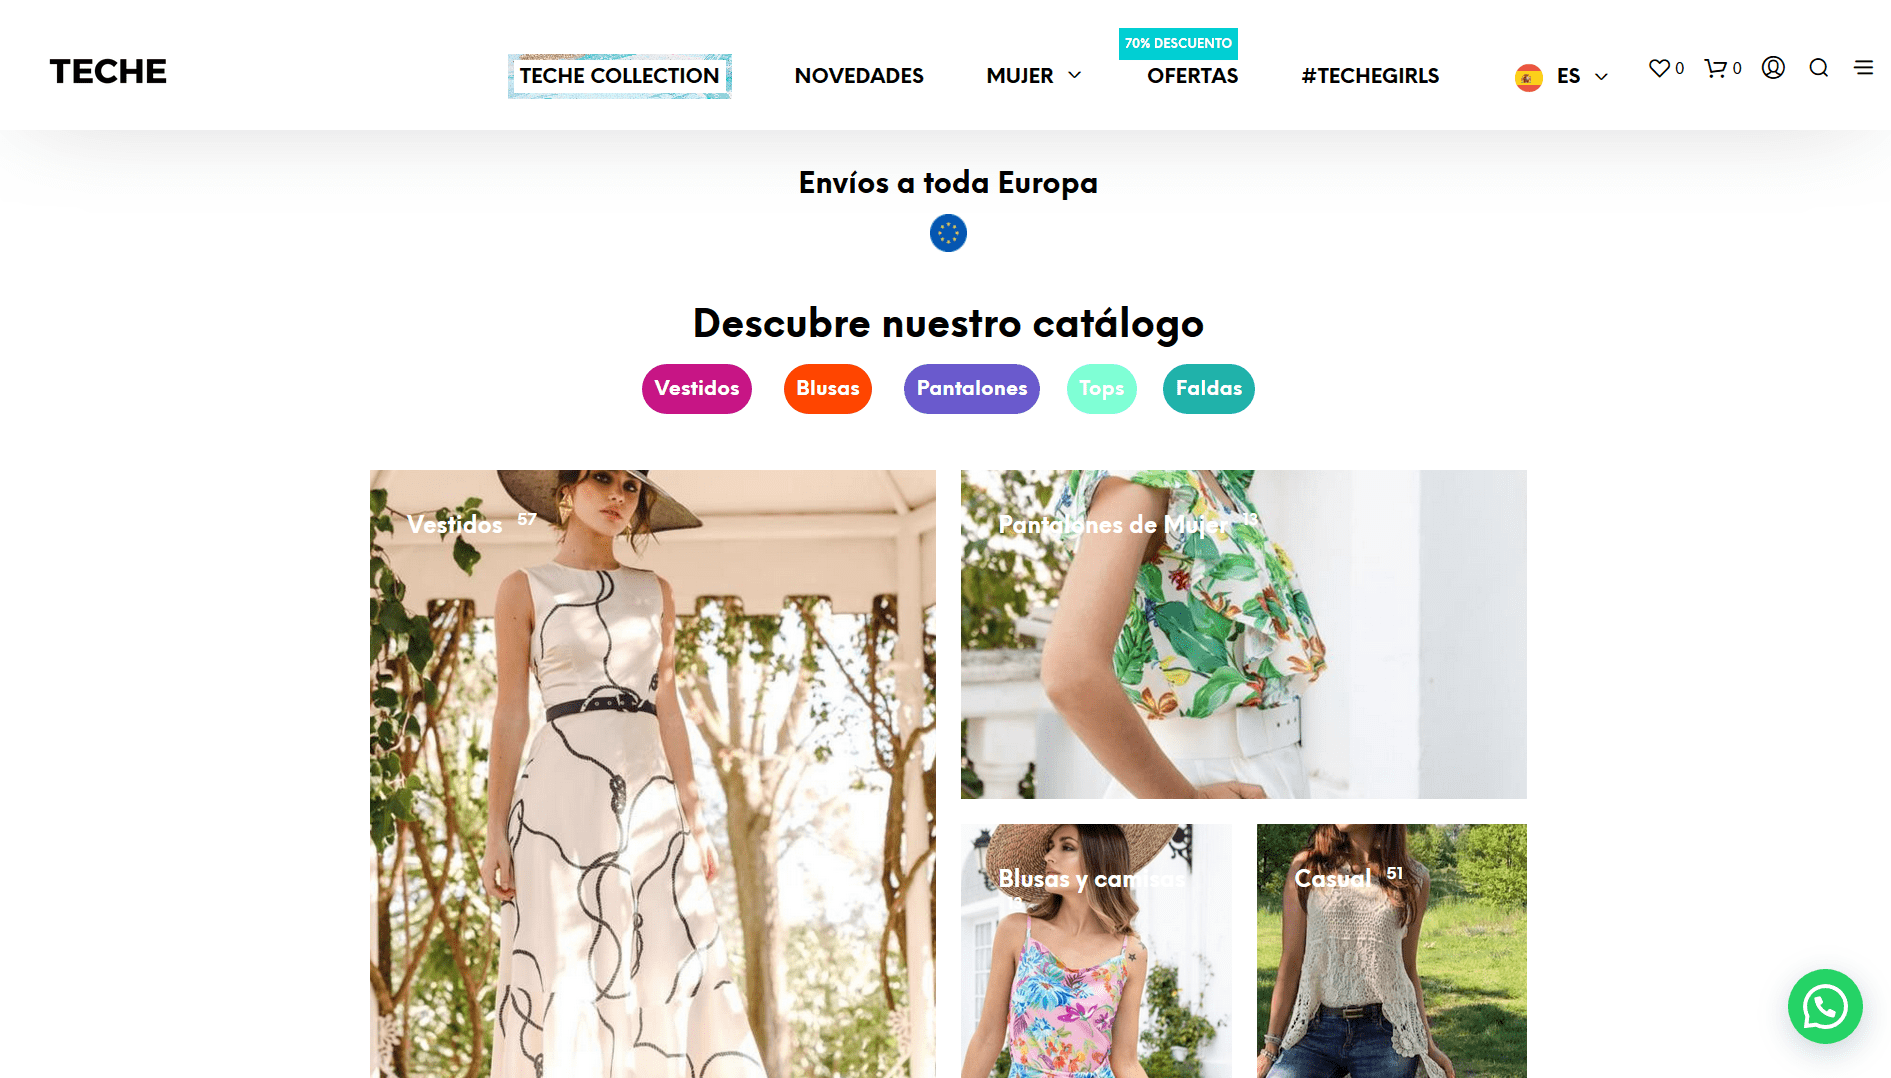 TECHE
TECHE COLLECTION
NOVEDADES
MUJER
70% DESCUENTO
OFERTAS
#TECHEGIRLS
ES
0
0
Envíos a toda Europa
Descubre nuestro catálogo
Vestidos
Blusas
Pantalones
Tops
Faldas
Vestidos 57
Pantalones de Mujer 13
Blusas y camisas
Casual 51